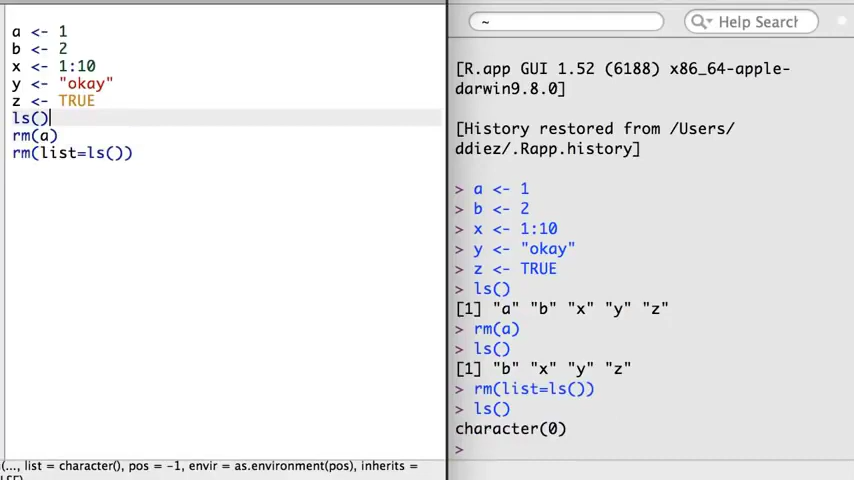 a <- 1
b <- 2
x <- 1:10
y <- "okay"
z <- TRUE
ls()
rm(a)
rm(list=ls())
(..., list = character(), pos = -1, envir = as.environment(pos), inherits =
~
Help Search
[R.app GUI 1.52 (6188) x86_64-apple-
darwin9.8.0]
[History restored from /Users/
ddiez/.Rapp.history]
> a <- 1
> b <- 2
> x <- 1:10
> y <- "okay"
> z <- TRUE
> ls()
[1] "a" "b" "x" "y" "z"
> rm(a)
> ls()
[1] "b" "x" "y" "z"
> rm(list=ls())
> ls()
character(0)
>